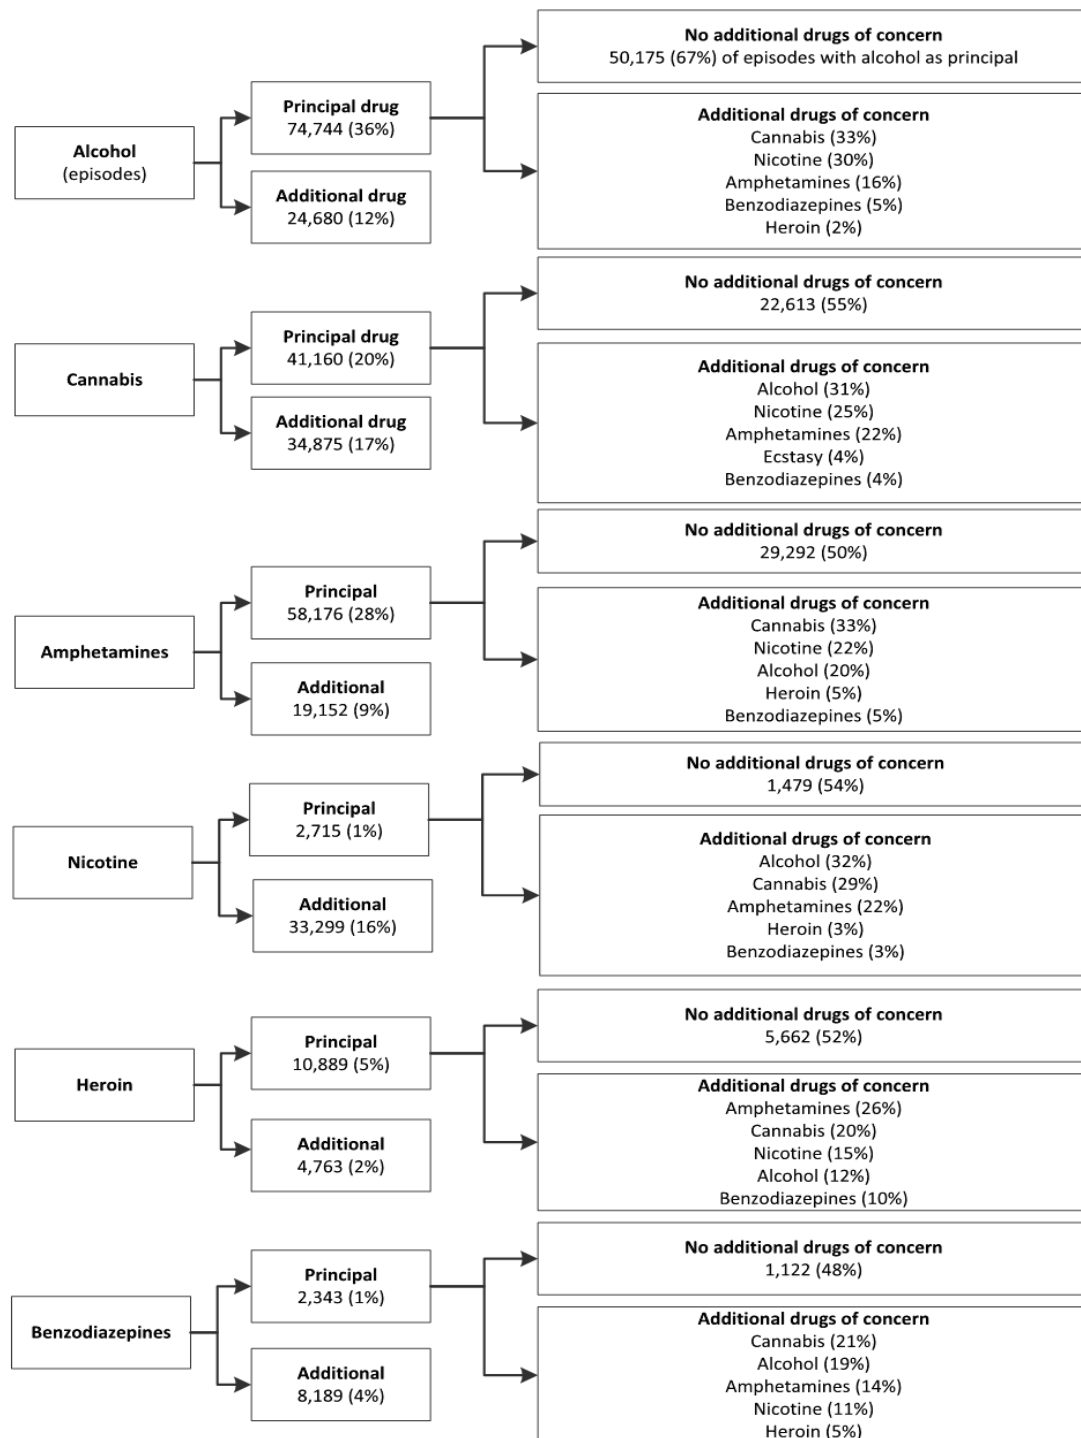 Alcohol
(episodes)
Principal drug
74,744 (36%)
Additional drug
24,680 (12%)
No additional drugs of concern
50,175 (67%) of episodes with alcohol as principal
Additional drugs of concern
Cannabis (33%)
Nicotine (30%)
Amphetamines (16%)
Benzodiazepines (5%)
Heroin (2%)
Cannabis
Principal drug
41,160 (20%)
Additional drug
34,875 (17%)
No additional drugs of concern
22,613 (55%)
Additional drugs of concern
Alcohol (31%)
Nicotine (25%)
Amphetamines (22%)
Ecstasy (4%)
Benzodiazepines (4%)
Amphetamines
Principal
58,176 (28%)
Additional
19,152 (9%)
No additional drugs of concern
29,292 (50%)
Additional drugs of concern
Cannabis (33%)
Nicotine (22%)
Alcohol (20%)
Heroin (5%)
Benzodiazepines (5%)
Nicotine
Principal
2,715 (1%)
Additional
33,299 (16%)
No additional drugs of concern
1,479 (54%)
Additional drugs of concern
Alcohol (32%)
Cannabis (29%)
Amphetamines (22%)
Heroin (3%)
Benzodiazepines (3%)
Heroin
Principal
10,889 (5%)
Additional
4,763 (2%)
No additional drugs of concern
5,662 (52%)
Additional drugs of concern
Amphetamines (26%)
Cannabis (20%)
Nicotine (15%)
Alcohol (12%)
Benzodiazepines (10%)
Benzodiazepines
Principal
2,343 (1%)
Additional
8,189 (4%)
No additional drugs of concern
1,122 (48%)
Additional drugs of concern
Cannabis (21%)
Alcohol (19%)
Amphetamines (14%)
Nicotine (11%)
Heroin (5%)